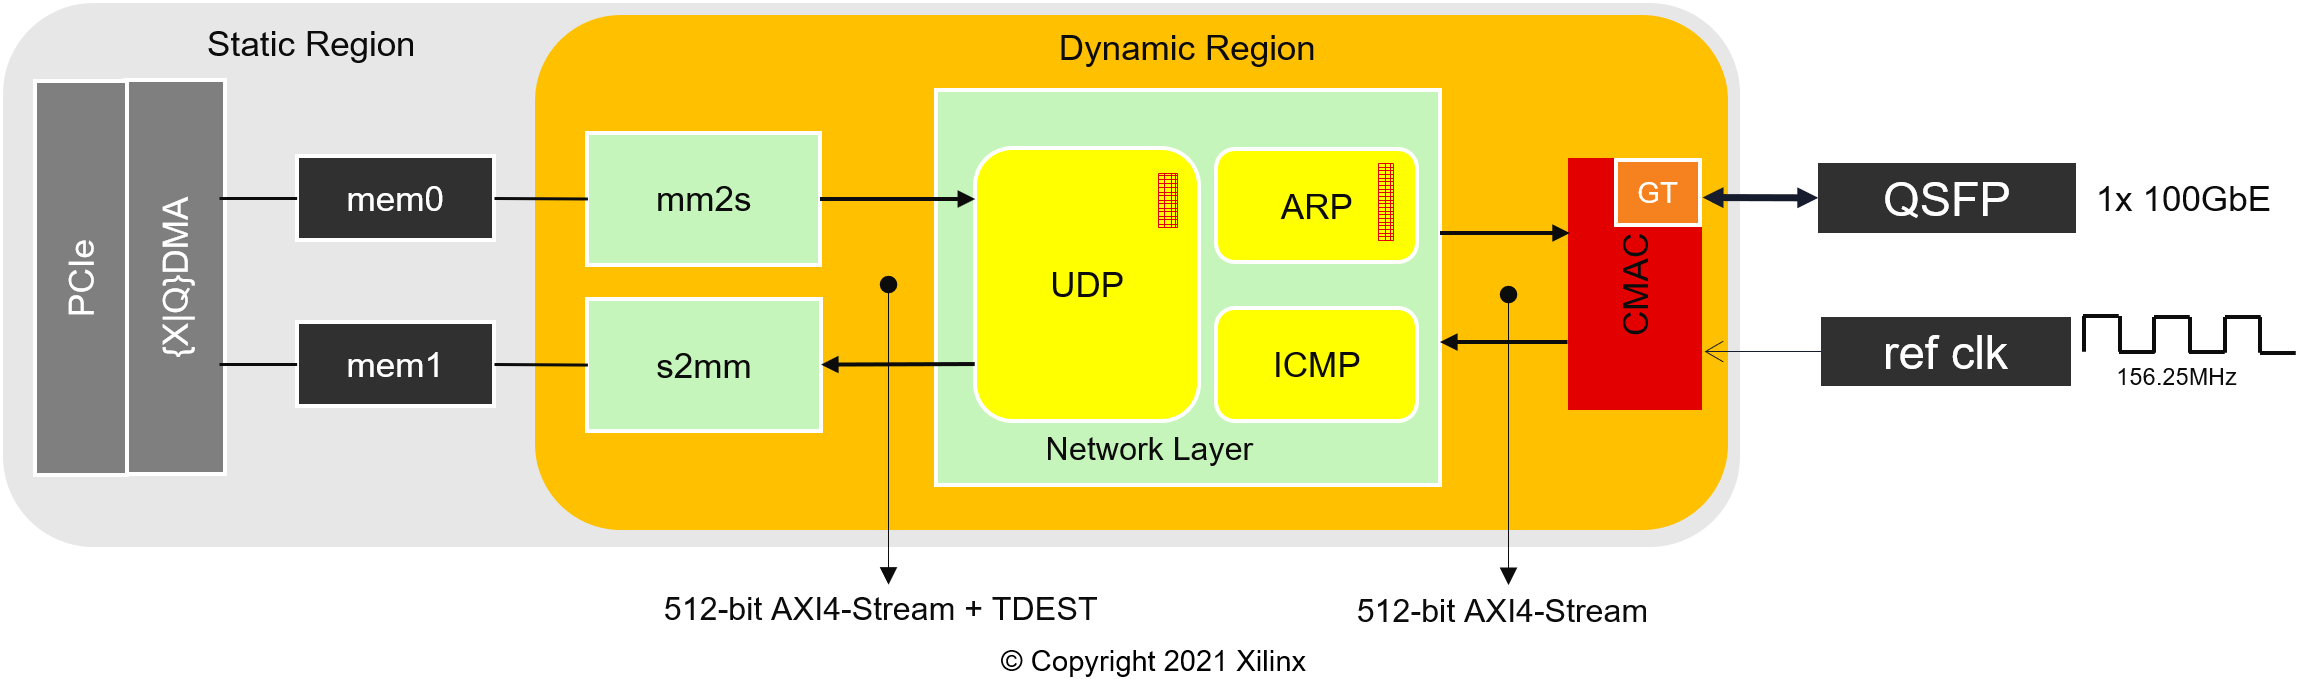 Static Region
Dynamic Region
PCIe
{X|Q}DMA
mem0
mem1
mm2s
s2mm
UDP
ARP
ICMP
Network Layer
CMAC
GT
QSFP
1x 100GbE
ref clk
156.25MHz
512-bit AXI4-Stream + TDEST
512-bit AXI4-Stream
© Copyright 2021 Xilinx